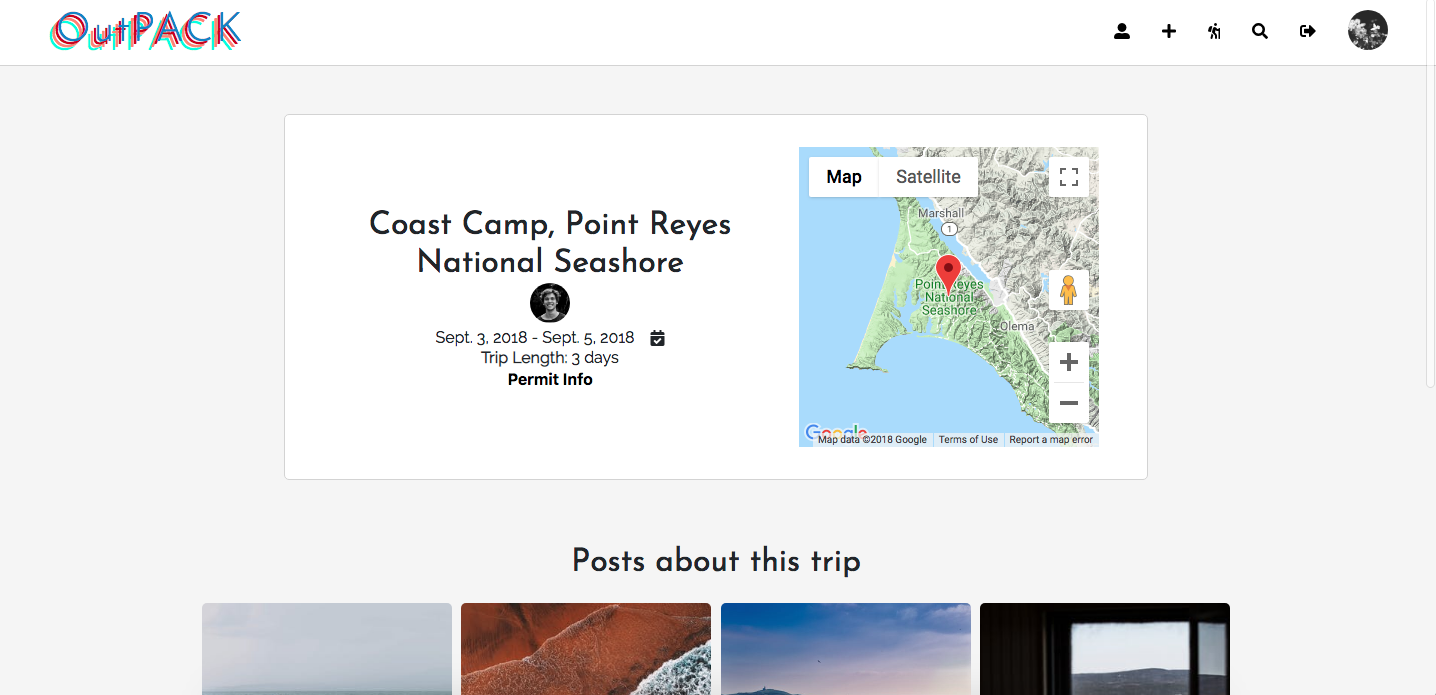 OutPACK
Coast Camp, Point Reyes
National Seashore
Sept. 3, 2018 - Sept. 5, 2018
Trip Length: 3 days
Permit Info
Map Satellite
Marshall
1
Point Reyes
National
Seashore
Olema
Google
Map data ©2018 Google Terms of Use Report a map error
Posts about this trip